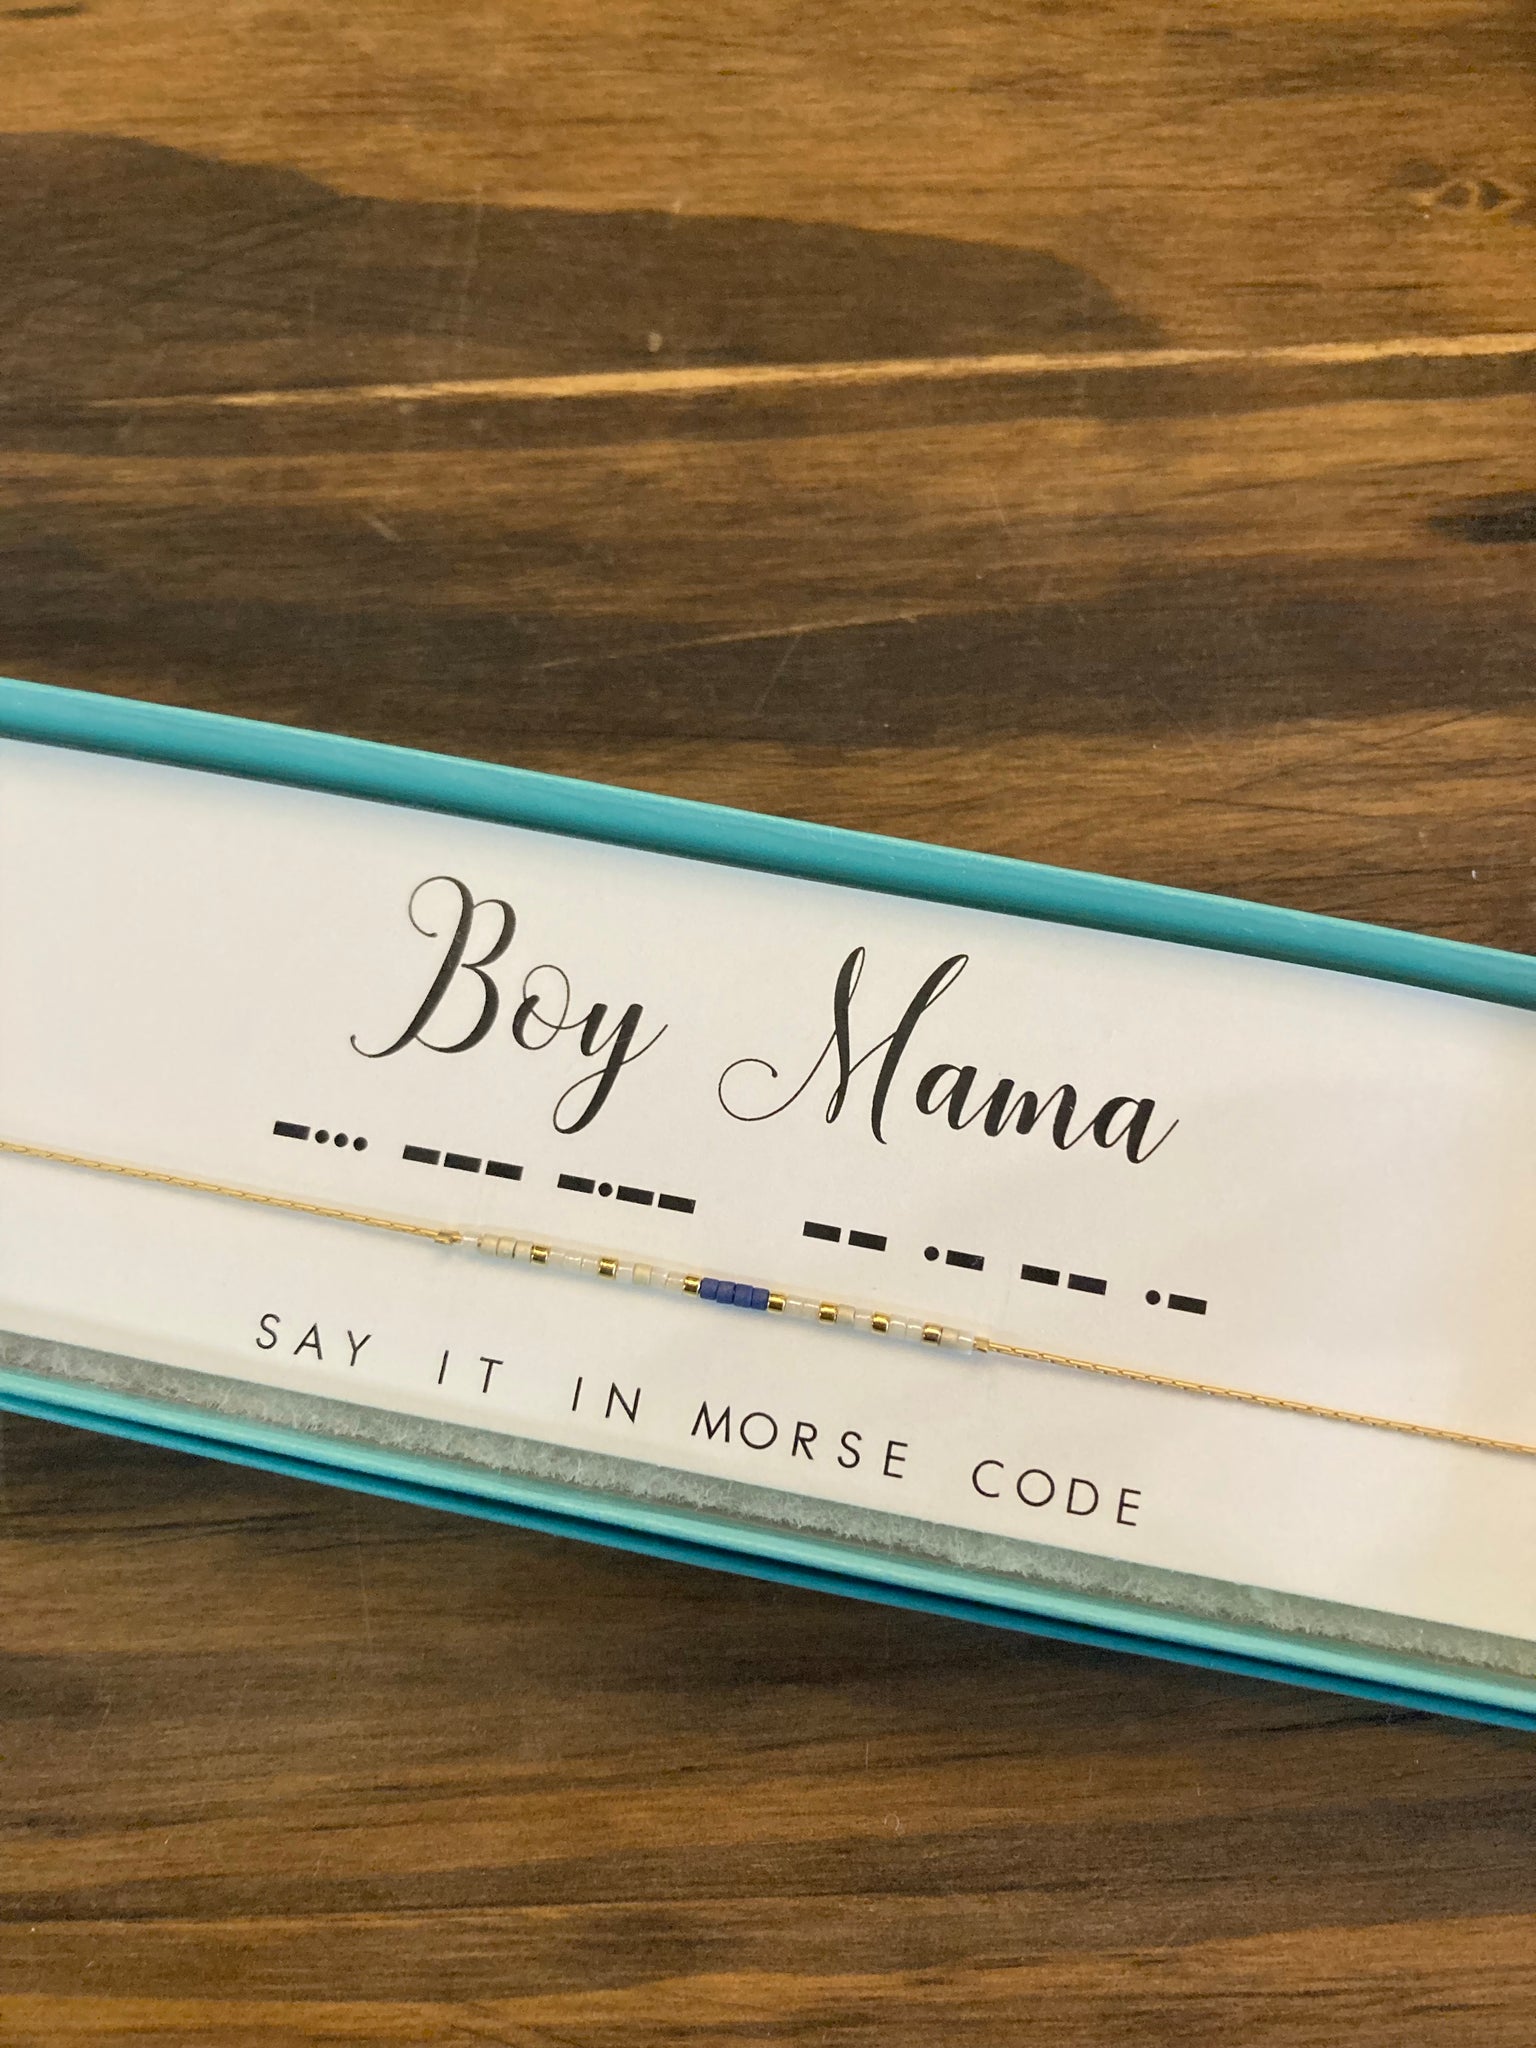 Boy Mama
-... --- -.-- -- .- -- .-
SAY IT IN MORSE CODE